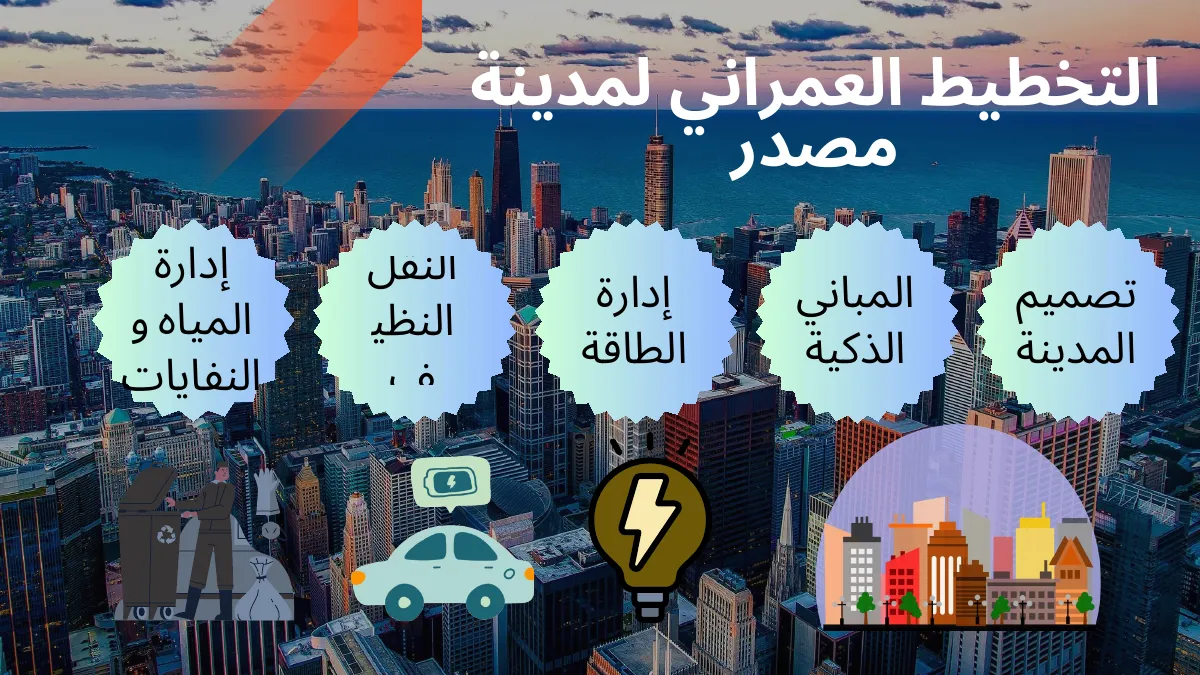 التخطيط العمراني لمدينة
مصدر
تصميم
المدينة
المباني
الذكية
إدارة
الطاقة
النقل
النظي
ف
إدارة
المياه و
النفايات